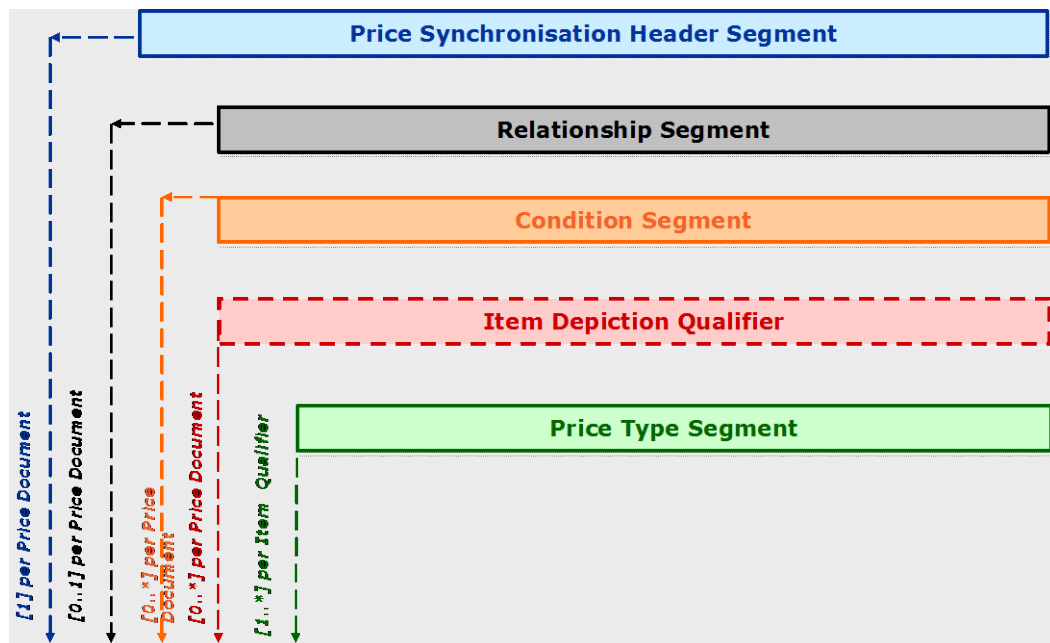 Price Synchronisation Header Segment
Relationship Segment
Condition Segment
Item Depiction Qualifier
Price Type Segment
[1] per Price Document
[0..1] per Price Document
[0..*] per Price
Document
[0..*] per Price Document
[1..*] per Item Qualifier